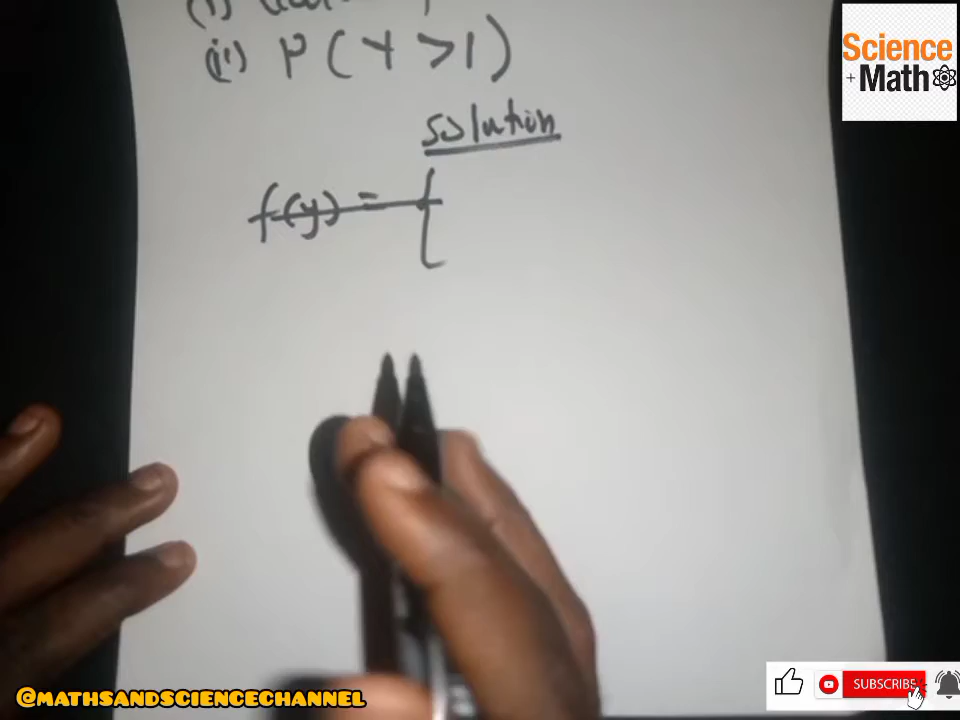 (i)
(ii) P(Y>1)
Solution
f(y) = {
Science
+Math
SUBSCRIBE
@MATHSANDSCIENCECHANNEL